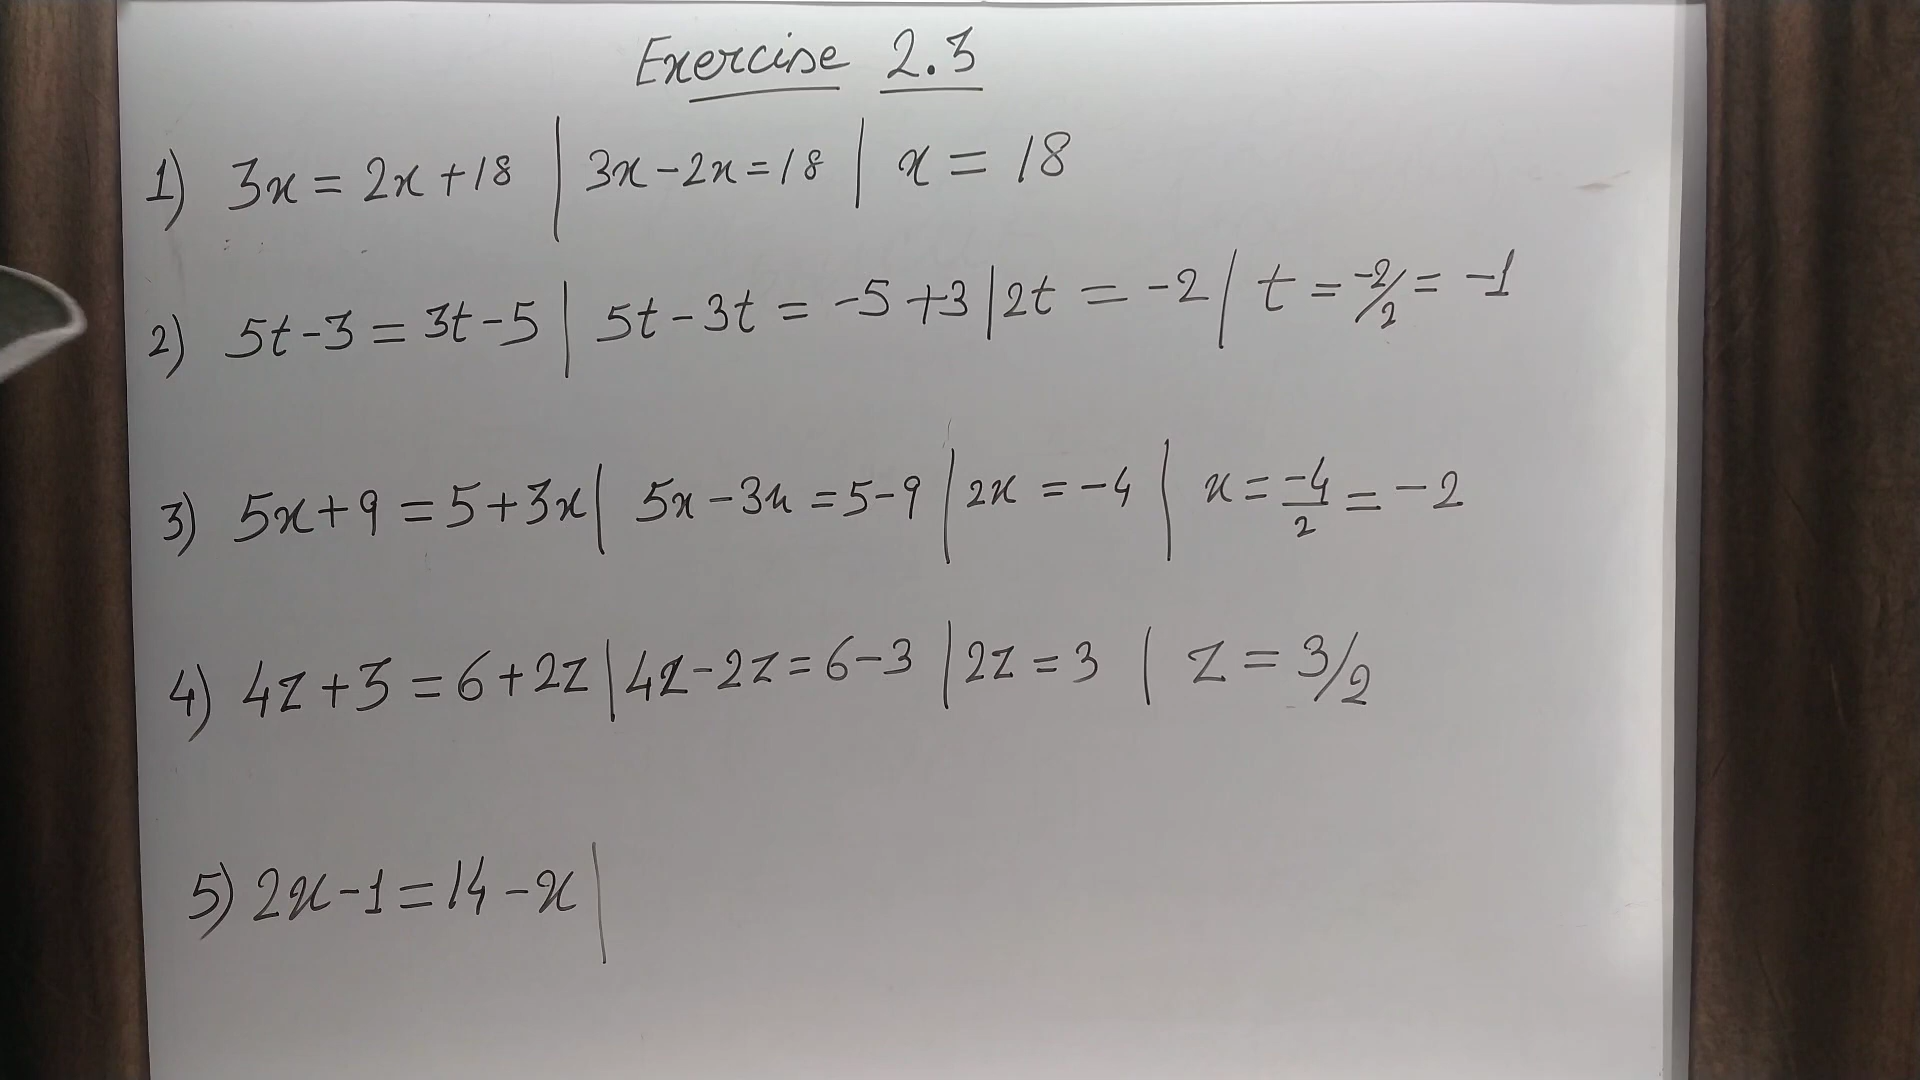 Exercise 2.3
1) 3x = 2x + 18 | 3x - 2x = 18 | x = 18
2) 5t - 3 = 3t - 5 | 5t - 3t = -5 + 3 | 2t = -2 | t = -2/2 = -1
3) 5x + 9 = 5 + 3x | 5x - 3x = 5 - 9 | 2x = -4 | x = -4/2 = -2
4) 4z + 3 = 6 + 2z | 4z - 2z = 6 - 3 | 2z = 3 | z = 3/2
5) 2x - 1 = 14 - x |